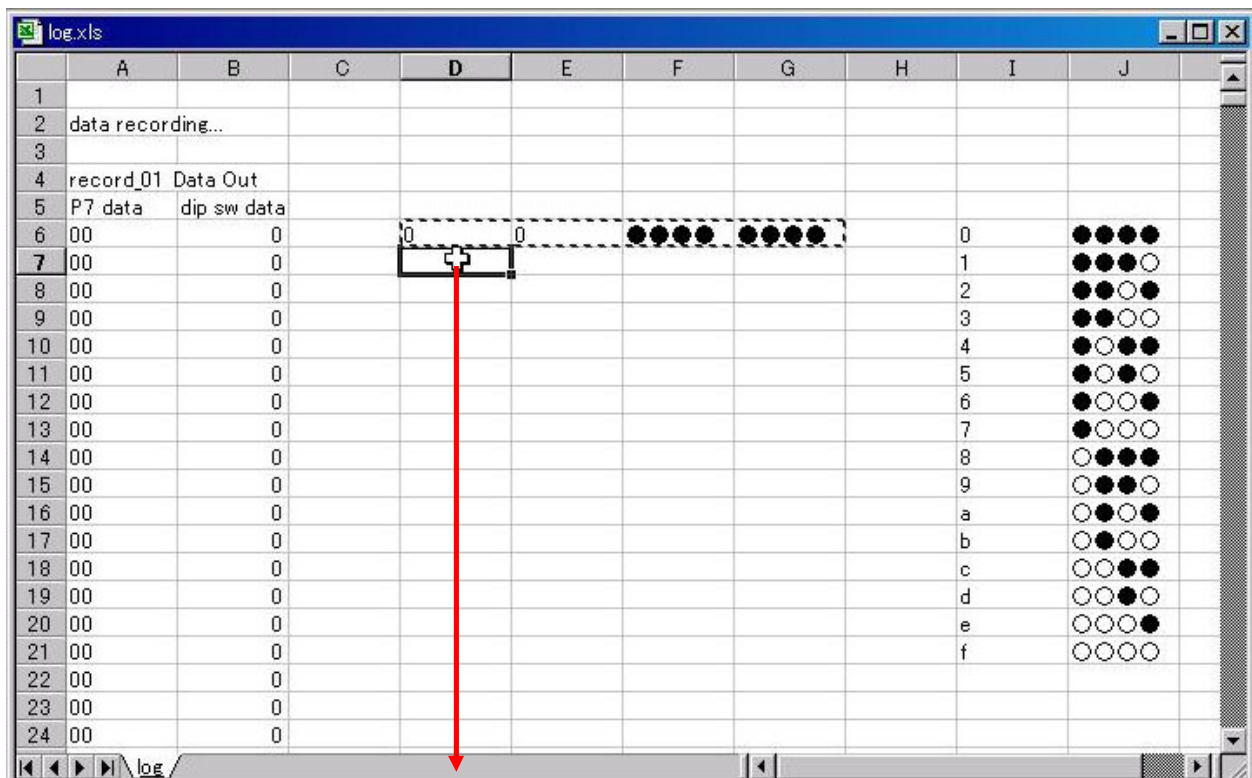 log.xls
A B C D E F G H I J
1
2 data recording...
3
4 record_01 Data Out
5 P7 data dip sw data
6 00 0 0 0 ●●●● ●●●● 0 ●●●●
7 00 0 1 ●●●○
8 00 0 2 ●●○●
9 00 0 3 ●●○○
10 00 0 4 ●○●●
11 00 0 5 ●○●○
12 00 0 6 ●○○●
13 00 0 7 ●○○○
14 00 0 8 ○●●●
15 00 0 9 ○●●○
16 00 0 a ○●○●
17 00 0 b ○●○○
18 00 0 c ○○●●
19 00 0 d ○○●○
20 00 0 e ○○○●
21 00 0 f ○○○○
22 00 0
23 00 0
24 00 0
log